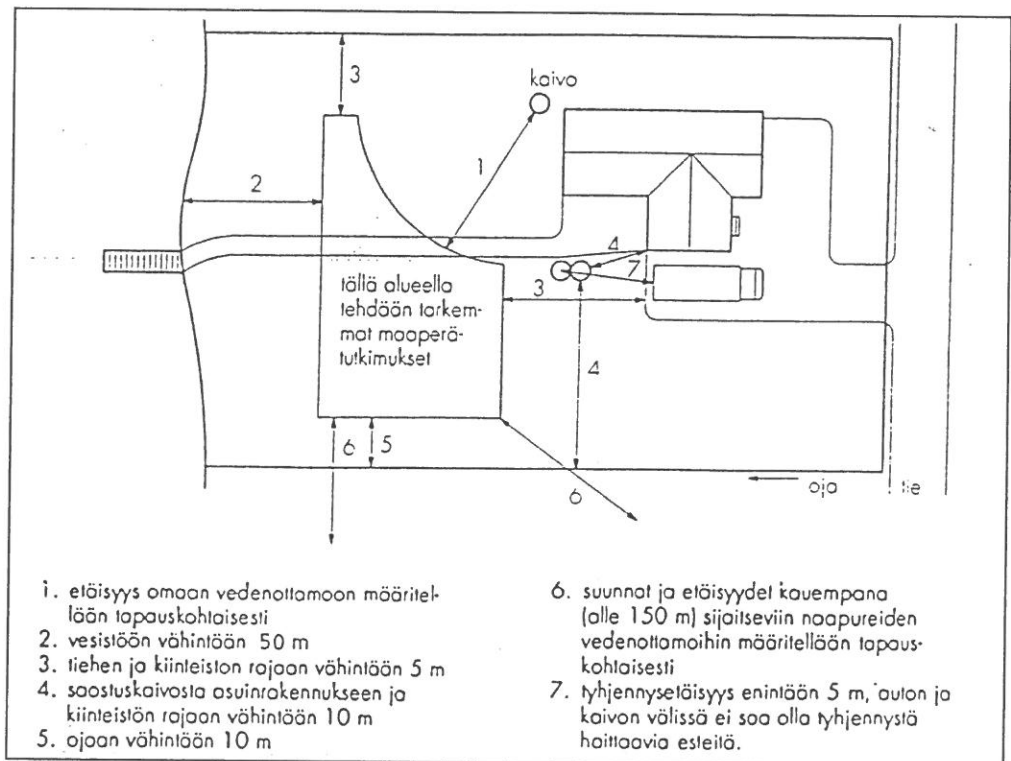 3
kaivo
1
2
4
7
3
tällä alueella
tehdään tarkem-
mat maaperä-
tutkimukset
4
6
5
6
oja
tie
1. etäisyys omaan vedenottamoon määritel-
lään tapauskohtaisesti
2. vesistöön vähintään 50 m
3. tiehen ja kiinteistön rajaan vähintään 5 m
4. saostuskaivosta asuinrakennukseen ja
kiinteistön rajaan vähintään 10 m
5. ojaan vähintään 10 m
6. suunnat ja etäisyydet kauempana
(alle 150 m) sijaitseviin naapureiden
vedenottamoihin määritellään tapaus-
kohtaisesti
7. tyhjennysetäisyys enintään 5 m, auton ja
kaivon välissä ei saa olla tyhjennystä
haittaavia esteitä.